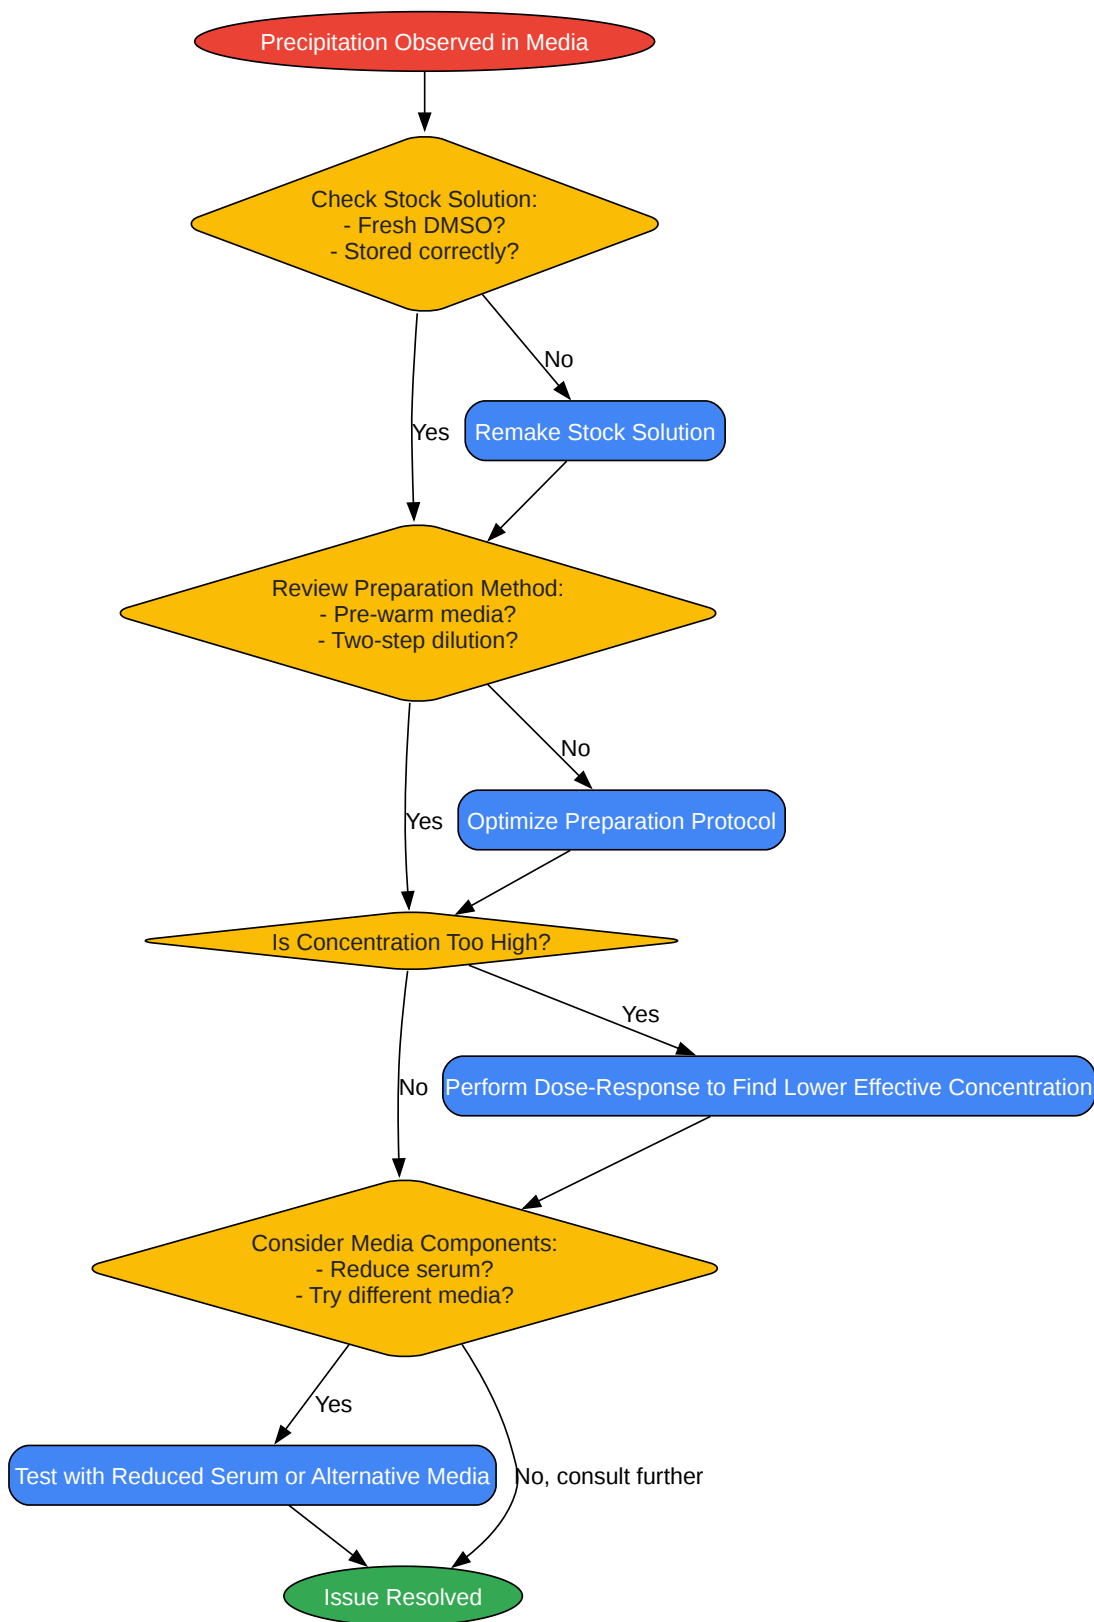 Precipitation Observed in Media
Check Stock Solution:
- Fresh DMSO?
- Stored correctly?
No
Yes
Remake Stock Solution
Review Preparation Method:
- Pre-warm media?
- Two-step dilution?
No
Yes
Optimize Preparation Protocol
Is Concentration Too High?
Yes
No
Perform Dose-Response to Find Lower Effective Concentration
Consider Media Components:
- Reduce serum?
- Try different media?
Yes
Test with Reduced Serum or Alternative Media
No, consult further
Issue Resolved